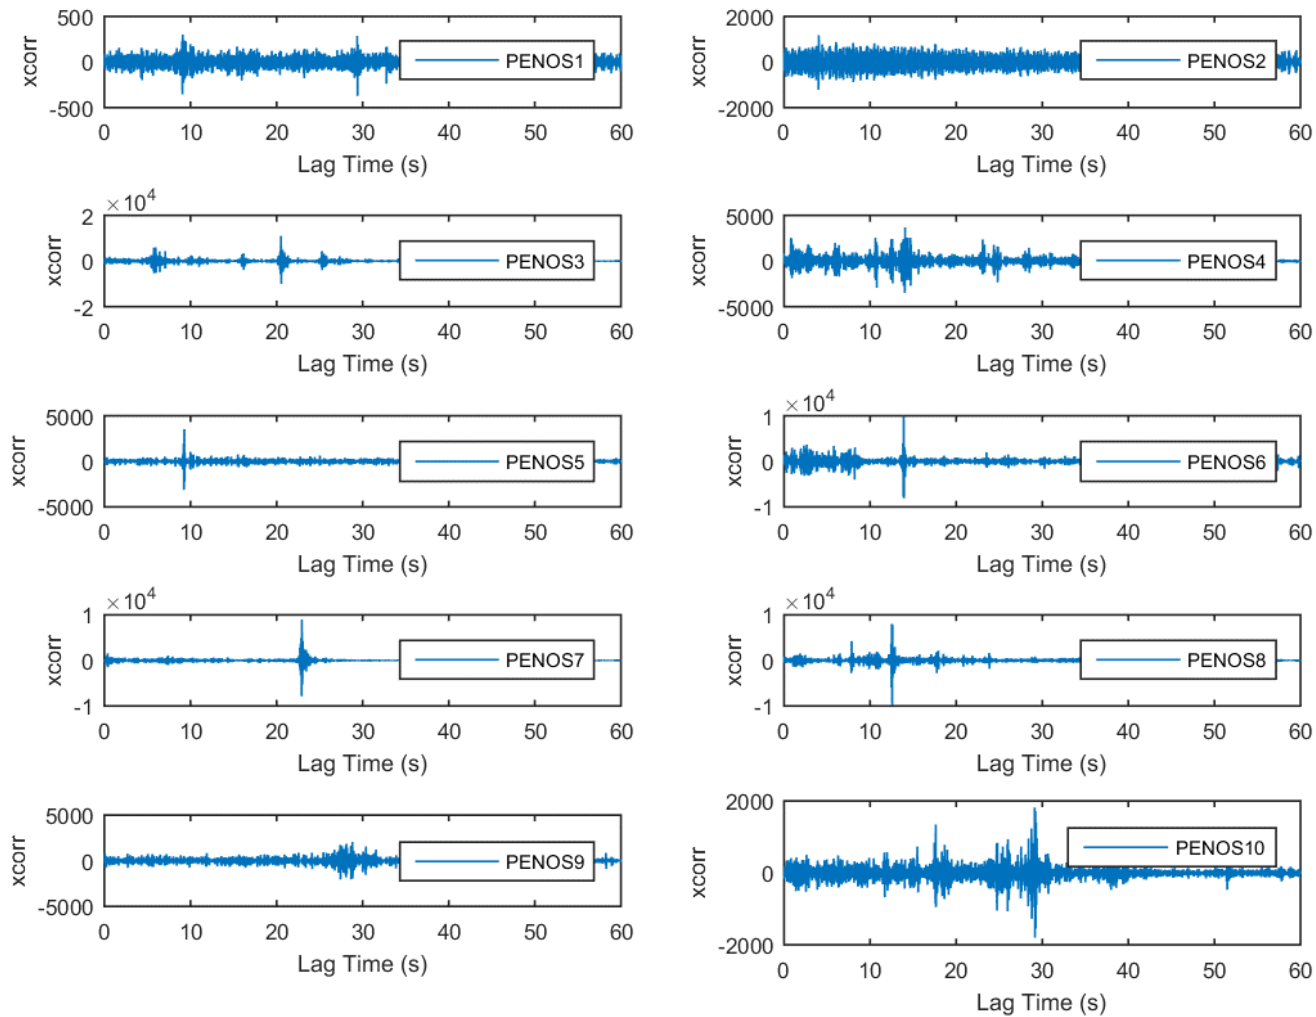 500
0
-500
xcorr
PENOS1
0 10 20 30 40 50 60
Lag Time (s)
2000
0
-2000
xcorr
PENOS2
0 10 20 30 40 50 60
Lag Time (s)
× 10^4
2
0
-2
xcorr
PENOS3
0 10 20 30 40 50 60
Lag Time (s)
5000
0
-5000
xcorr
PENOS4
0 10 20 30 40 50 60
Lag Time (s)
5000
0
-5000
xcorr
PENOS5
0 10 20 30 40 50 60
Lag Time (s)
× 10^4
1
0
-1
xcorr
PENOS6
0 10 20 30 40 50 60
Lag Time (s)
× 10^4
1
0
-1
xcorr
PENOS7
0 10 20 30 40 50 60
Lag Time (s)
× 10^4
1
0
-1
xcorr
PENOS8
0 10 20 30 40 50 60
Lag Time (s)
5000
0
-5000
xcorr
PENOS9
0 10 20 30 40 50 60
Lag Time (s)
2000
0
-2000
xcorr
PENOS10
0 10 20 30 40 50 60
Lag Time (s)